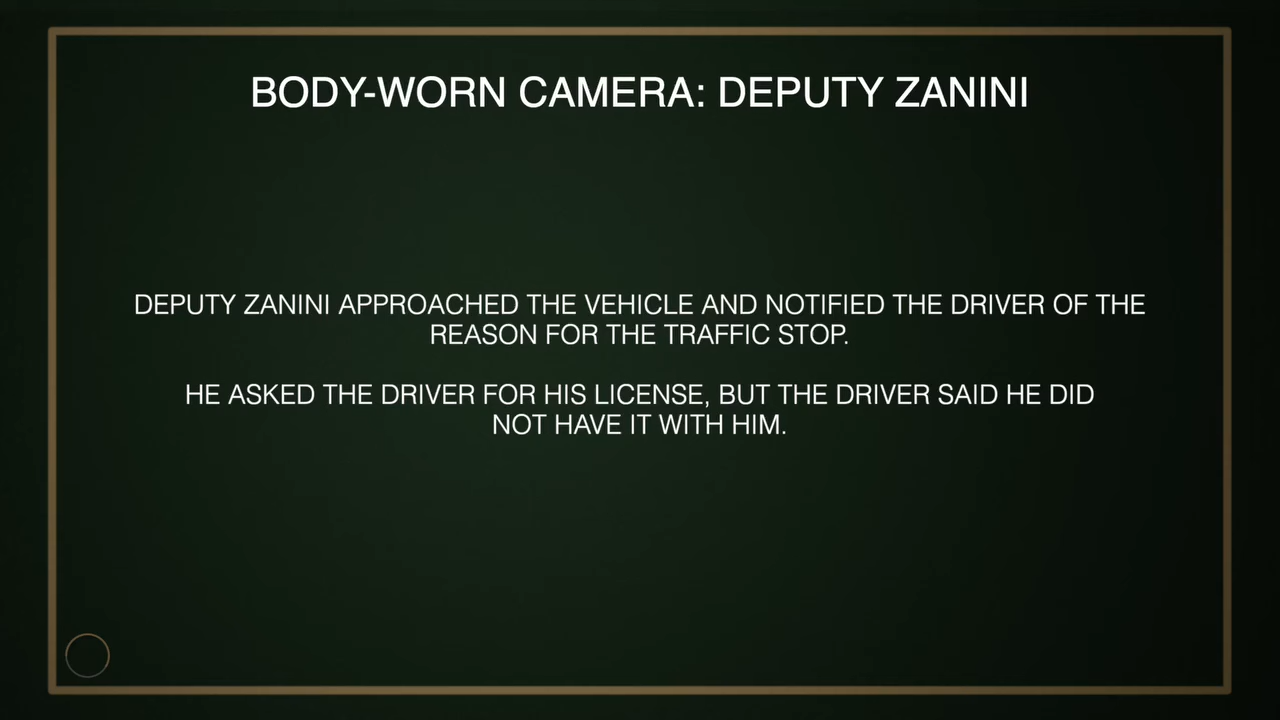 BODY-WORN CAMERA: DEPUTY ZANINI
DEPUTY ZANINI APPROACHED THE VEHICLE AND NOTIFIED THE DRIVER OF THE
REASON FOR THE TRAFFIC STOP.
HE ASKED THE DRIVER FOR HIS LICENSE, BUT THE DRIVER SAID HE DID
NOT HAVE IT WITH HIM.